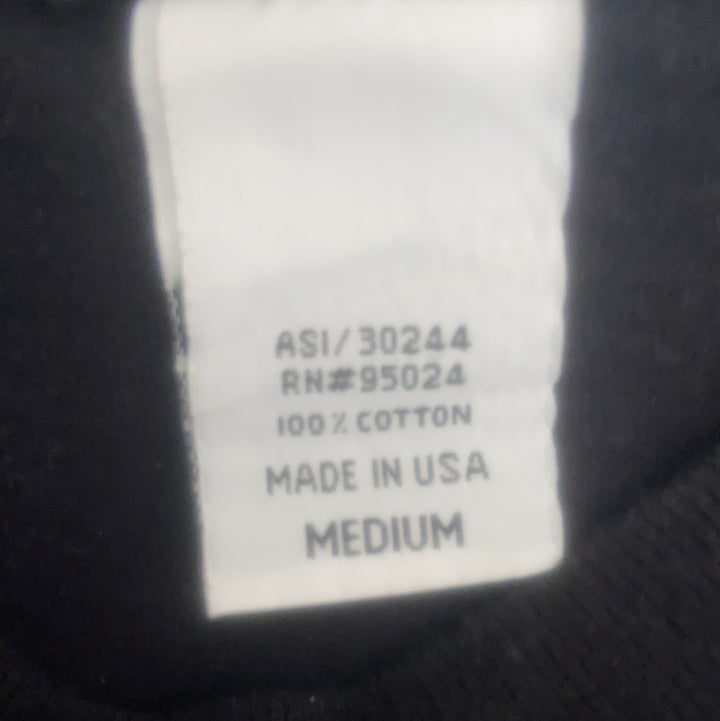 ASI/30244
RN#95024
100% COTTON
MADE IN USA
MEDIUM